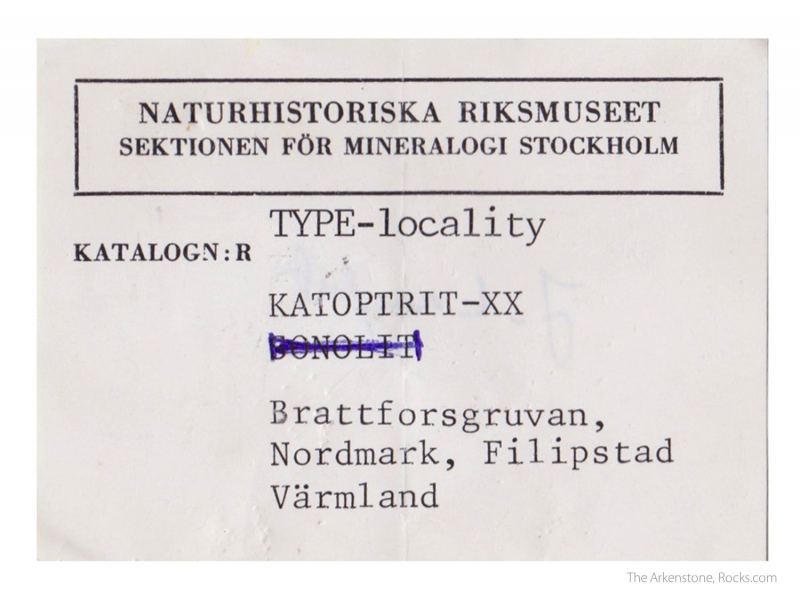 NATURHISTORISKA RIKSMUSEET
SEKTIONEN FÖR MINERALOGI STOCKHOLM
TYPE-locality
KATALOGN:R
KATOPTRIT-XX
SONOLIT
Brattforsgruvan,
Nordmark, Filipstad
Värmland
The Arkenstone, Rocks.com